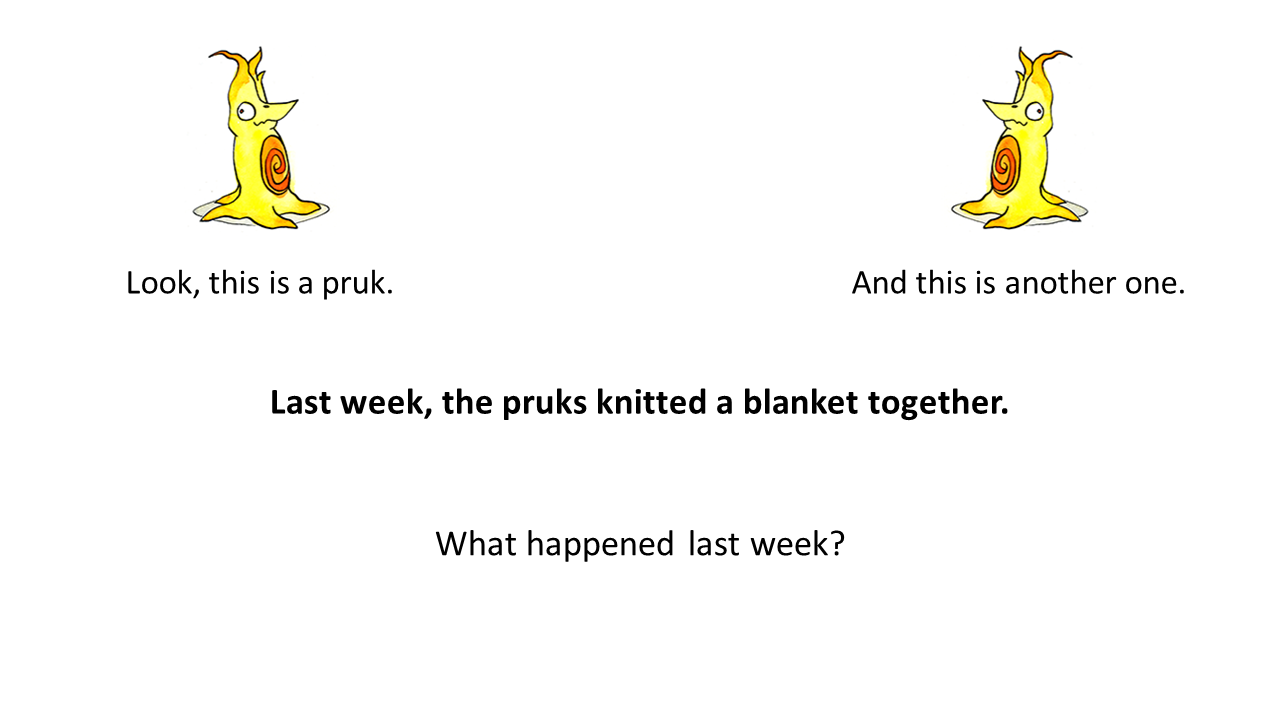 Look, this is a pruk.
And this is another one.
Last week, the pruks knitted a blanket together.
What happened last week?